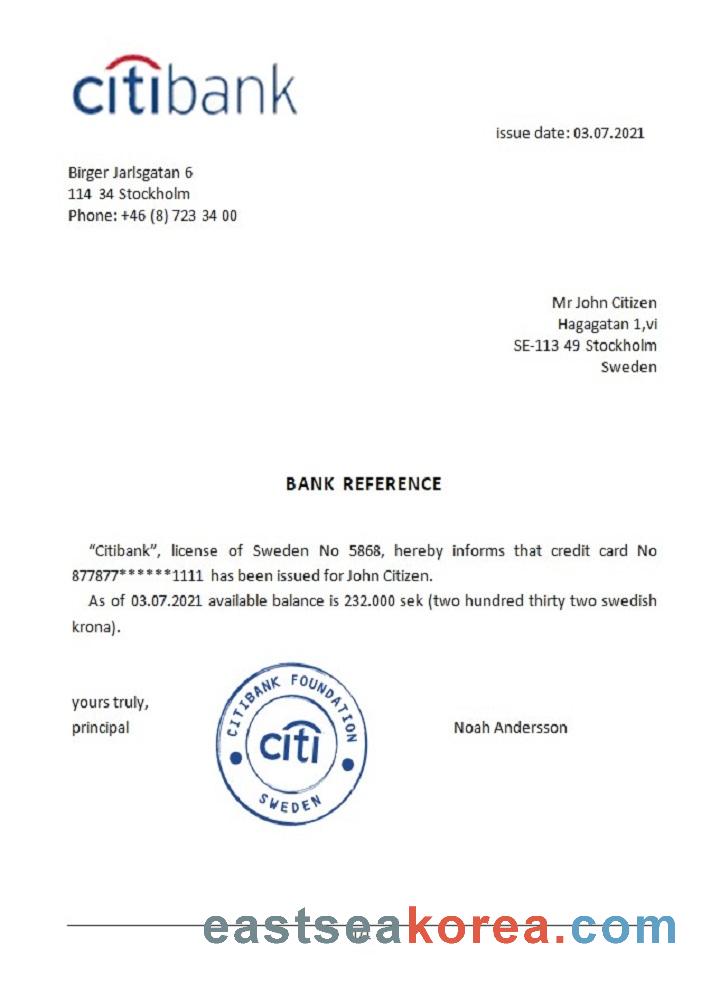 citibank
issue date: 03.07.2021
Birger Jarlsgatan 6
114 34 Stockholm
Phone: +46 (8) 723 34 00
Mr John Citizen
Hagagatan 1,vi
SE-113 49 Stockholm
Sweden
BANK REFERENCE
“Citibank”, license of Sweden No 5868, hereby informs that credit card No
877877******1111 has been issued for John Citizen.
As of 03.07.2021 available balance is 232.000 sek (two hundred thirty two swedish
krona).
yours truly,
principal
CITIBANK FOUNDATION
citi
SWEDEN
Noah Andersson
eastseakorea.com